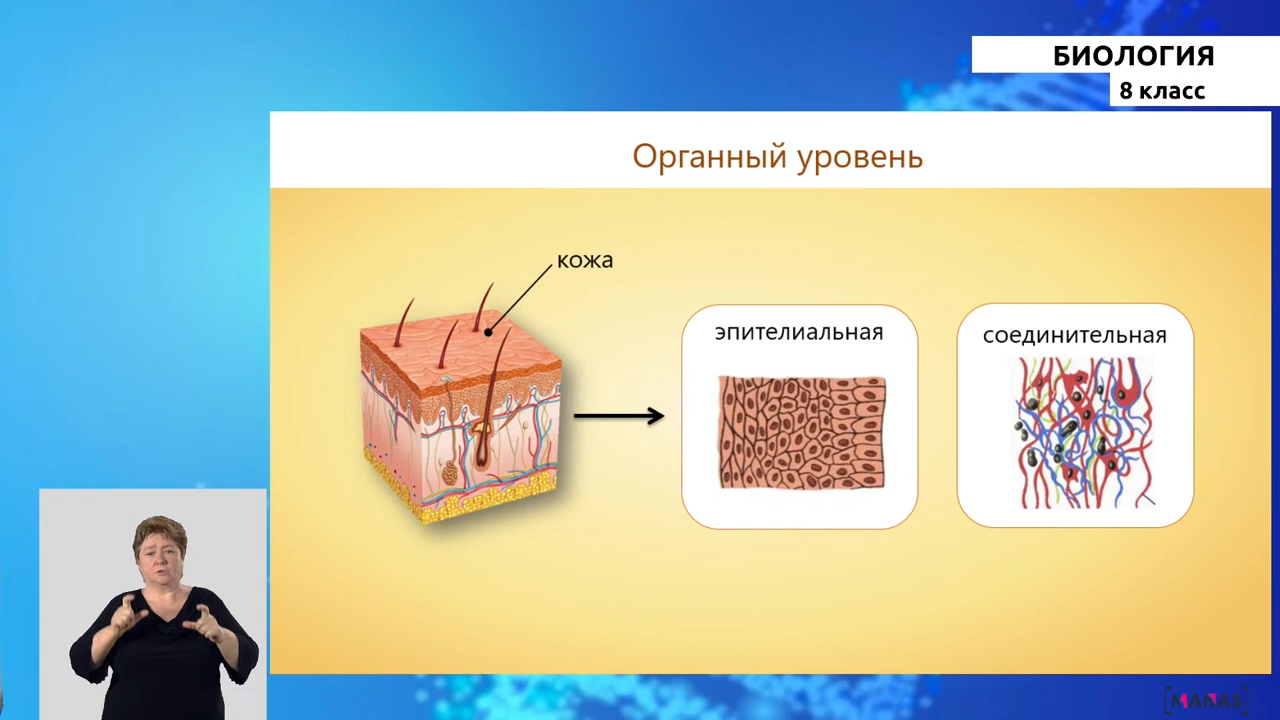 БИОЛОГИЯ
8 класс
Органный уровень
кожа
эпителиальная
соединительная
MANAS